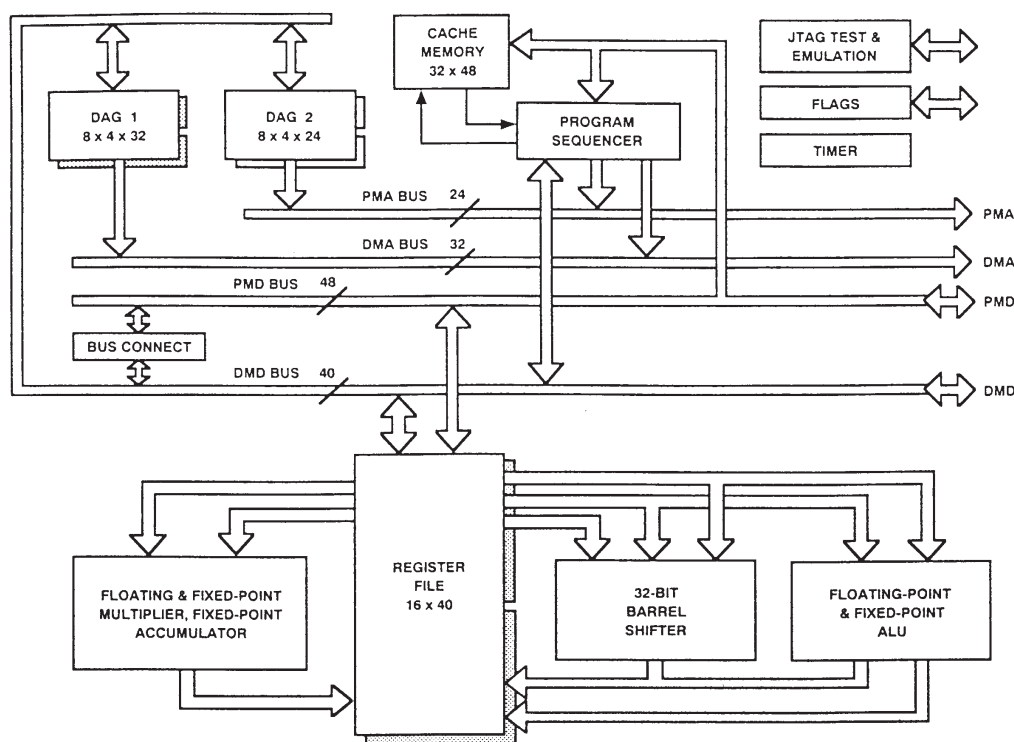 CACHE
MEMORY
32 x 48
JTAG TEST &
EMULATION
DAG 1
8 x 4 x 32
DAG 2
8 x 4 x 24
PROGRAM
SEQUENCER
FLAGS
TIMER
PMA BUS 24
PMA
DMA BUS 32
DMA
PMD BUS 48
PMD
BUS CONNECT
DMD BUS 40
DMD
FLOATING & FIXED-POINT
MULTIPLIER, FIXED-POINT
ACCUMULATOR
REGISTER
FILE
16 x 40
32-BIT
BARREL
SHIFTER
FLOATING-POINT
& FIXED-POINT
ALU